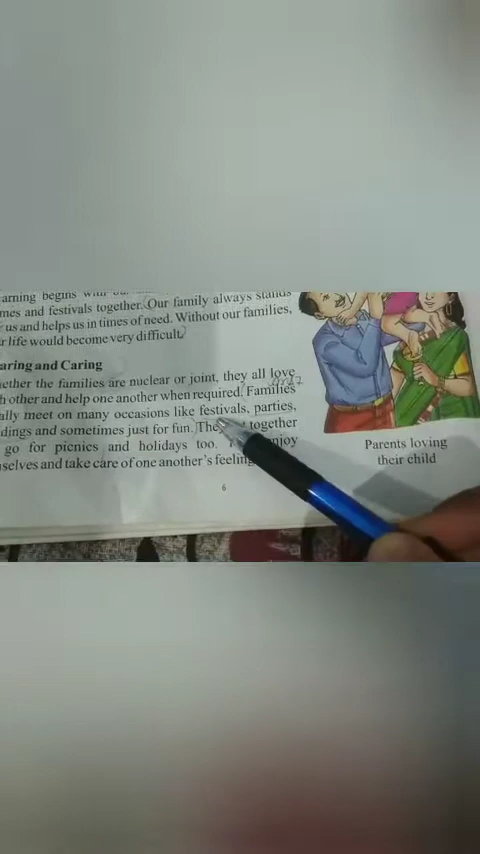 arning begins
mes and festivals together. Our family always stands
us and helps us in times of need. Without our families,
r life would become very difficult.
aring and Caring
ether the families are nuclear or joint, they all love
h other and help one another when required. Families
ally meet on many occasions like festivals, parties,
dings and sometimes just for fun. The together
go for picnics and holidays too. enjoy
selves and take care of one another's feeling
6
Parents loving
their child